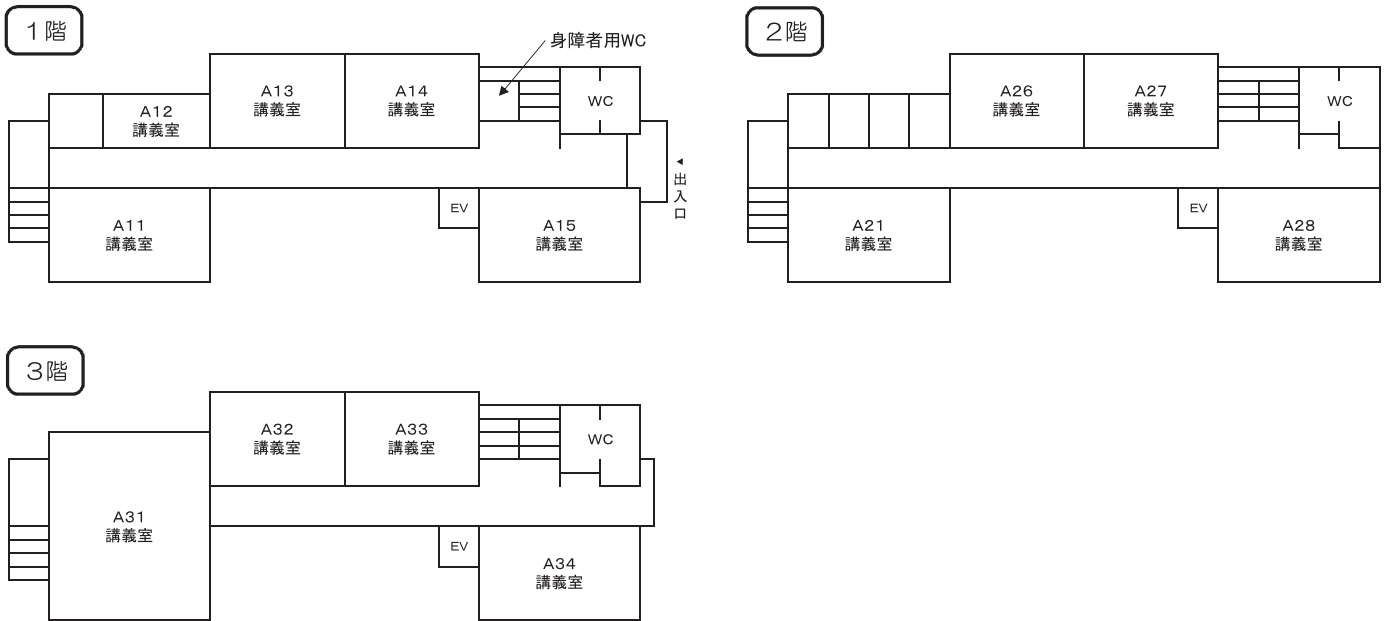 1階
身障者用WC
A12
講義室
A13
講義室
A14
講義室
WC
◂出入口
A11
講義室
EV
A15
講義室
2階
A26
講義室
A27
講義室
WC
A21
講義室
EV
A28
講義室
3階
A31
講義室
A32
講義室
A33
講義室
WC
EV
A34
講義室